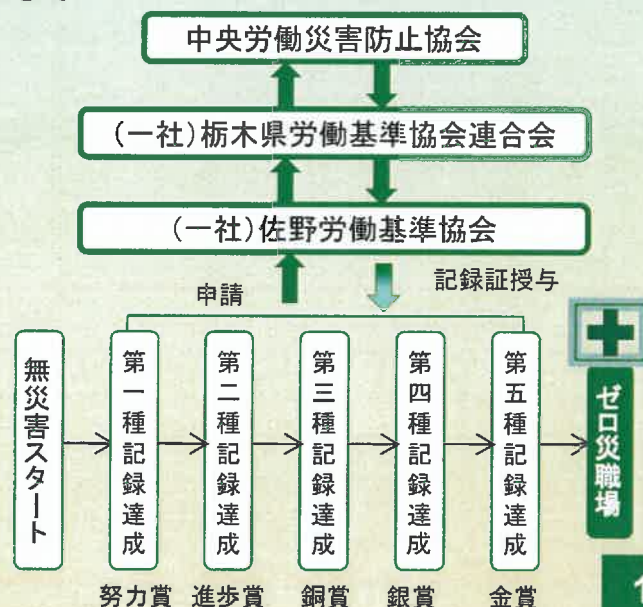 中央労働災害防止協会
(一社)栃木県労働基準協会連合会
(一社)佐野労働基準協会
申請
記録証授与
無災害スタート
第一種記録達成
第二種記録達成
第三種記録達成
第四種記録達成
第五種記録達成
ゼロ災職場
努力賞 進歩賞 銅賞 銀賞 金賞